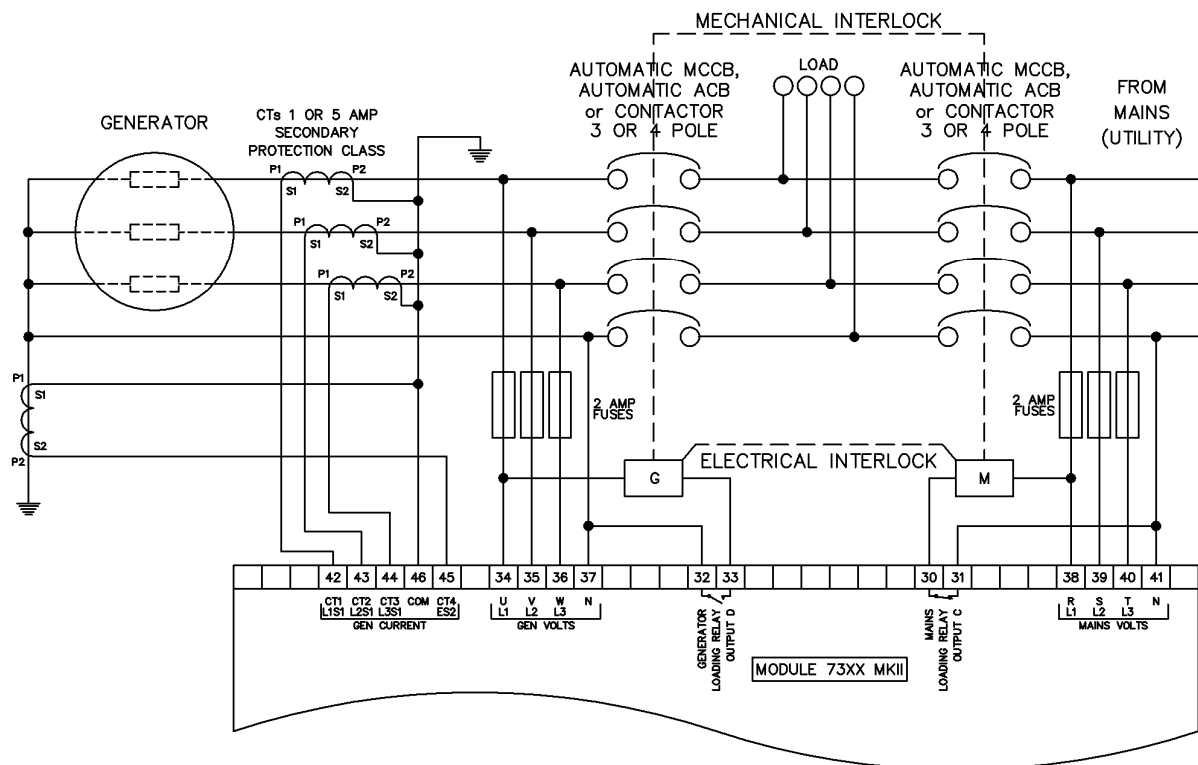 MECHANICAL INTERLOCK
AUTOMATIC MCCB,
AUTOMATIC ACB
or CONTACTOR
3 OR 4 POLE
LOAD
AUTOMATIC MCCB,
AUTOMATIC ACB
or CONTACTOR
3 OR 4 POLE
FROM
MAINS
(UTILITY)
GENERATOR
CTs 1 OR 5 AMP
SECONDARY
PROTECTION CLASS
P1 P2
S1 S2
P1 P2
S1 S2
P1 P2
S1 S2
P1
S1
S2
P2
2 AMP
FUSES
2 AMP
FUSES
ELECTRICAL INTERLOCK
G
M
42 43 44 46 45 34 35 36 37 32 33 30 31 38 39 40 41
CT1 CT2 CT3 COM CT4
L1S1 L2S1 L3S1 ES2
GEN CURRENT
U V W N
L1 L2 L3
GEN VOLTS
GENERATOR
LOADING RELAY
OUTPUT D
MAINS
LOADING RELAY
OUTPUT C
R S T N
L1 L2 L3
MAINS VOLTS
MODULE 73XX MKII